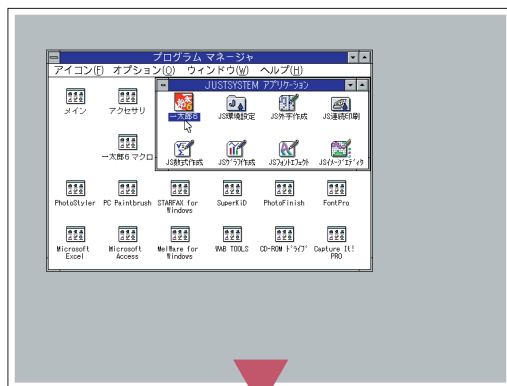 プログラム マネージャ
アイコン(F) オプション(O) ウィンドウ(W) ヘルプ(H)
JUSTSYSTEM アプリケーション
メイン アクセサリ
一太郎6 JS環境設定 JS外字作成 JS連続印刷
一太郎6 マクロ
JS数式作成 JSグラフ作成 JSフォントエフェクト JSイメージエディタ
PhotoStyler PC Paintbrush STARFAX for Windows SuperKiD PhotoFinish FontPro
Microsoft Excel Microsoft Access MelWare for Windows WAB TOOLS CD-ROM ドライブ Capture It! PRO